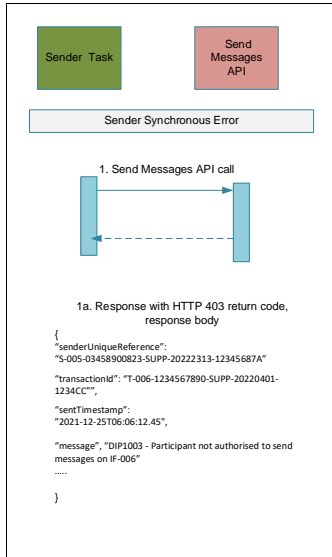 Sender Task
Send
Messages
API
Sender Synchronous Error
1. Send Messages API call
1a. Response with HTTP 403 return code,
response body
{
“senderUniqueReference”:
“S-005-03458900823-SUPP-20222313-12345687A”
“transactionId”: “T-006-1234567890-SUPP-20220401-
1234CC””,
“sentTimestamp”:
“2021-12-25T06:06:12.45”,
“message”, “DIP1003 - Participant not authorised to send
messages on IF-006”
…..
}